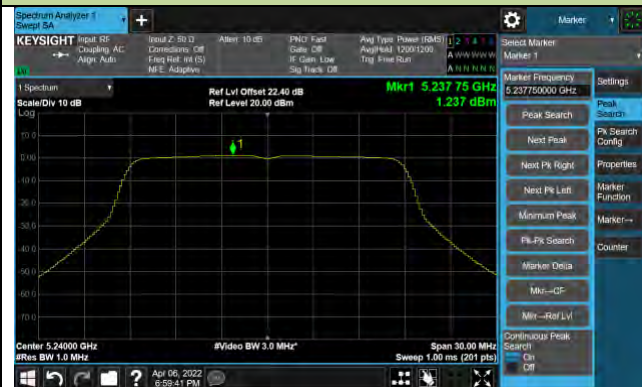 Spectrum Analyzer 1
Swept SA
+
Marker
KEYSIGHT
Input: RF
Coupling: AC
Align: Auto
Input Z: 50 Ω
Corrections: Off
Freq Ref: Int (S)
NFE: Adaptive
Atten: 10 dB
PNO: Fast
Gate: Off
IF Gain: Low
Sig Track: Off
Avg Type: Power (RMS)
Avg|Hold: 1200/1200
Trig: Free Run
A WWWWW
A N N N N N
Select Marker
Marker 1
1 Spectrum
Scale/Div 10 dB
Log
Ref Lvl Offset 22.40 dB
Ref Level 20.00 dBm
Mkr1 5.237 75 GHz
1.237 dBm
10.0
0.00
-10.0
-20.0
-30.0
-40.0
-50.0
-60.0
-70.0
1
Center 5.24000 GHz
#Res BW 1.0 MHz
#Video BW 3.0 MHz*
Span 30.00 MHz
Sweep 1.00 ms (201 pts)
Marker Frequency
5.237750000 GHz
Peak Search
Next Peak
Next Pk Right
Next Pk Left
Minimum Peak
Pk-Pk Search
Marker Delta
Mkr→CF
Mkr→Ref Lvl
Continuous Peak
Search
On
Off
Settings
Peak
Search
Pk Search
Config
Properties
Marker
Function
Marker→
Counter
?
Apr 06, 2022
6:59:41 PM